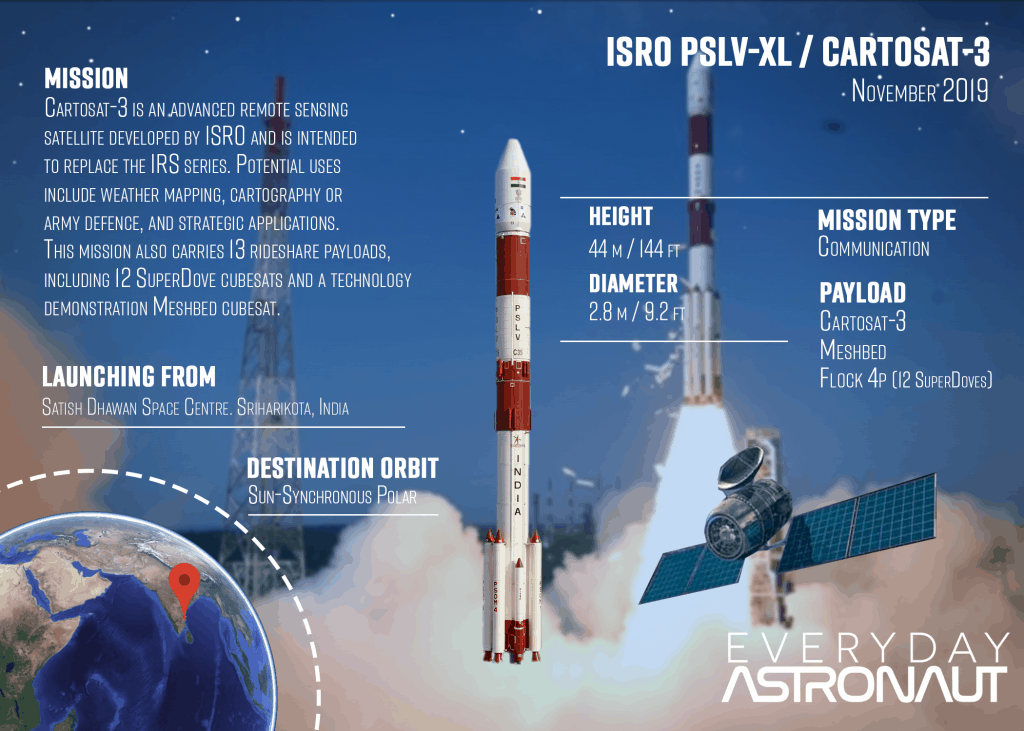 ISRO PSLV-XL / CARTOSAT-3
November 2019
MISSION
Cartosat-3 is an advanced remote sensing
satellite developed by ISRO and is intended
to replace the IRS series. Potential uses
include weather mapping, cartography or
army defence, and strategic applications.
This mission also carries 13 rideshare payloads,
including 12 SuperDove cubesats and a technology
demonstration Meshbed cubesat.
LAUNCHING FROM
Satish Dhawan Space Centre. Sriharikota, India
DESTINATION ORBIT
Sun-Synchronous Polar
PSLV
C35
INDIA
PSOM 4
HEIGHT
44 m / 144 ft
DIAMETER
2.8 m / 9.2 ft
MISSION TYPE
Communication
PAYLOAD
Cartosat-3
Meshbed
Flock 4p (12 SuperDoves)
EVERYDAY
ASTRONAUT